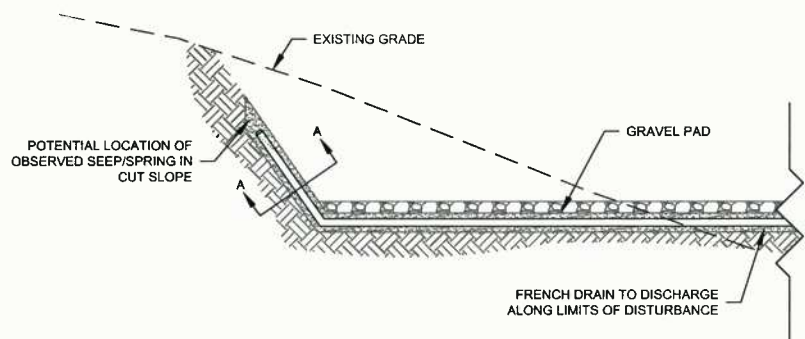 EXISTING GRADE
POTENTIAL LOCATION OF
OBSERVED SEEP/SPRING IN
CUT SLOPE
A
A
GRAVEL PAD
FRENCH DRAIN TO DISCHARGE
ALONG LIMITS OF DISTURBANCE